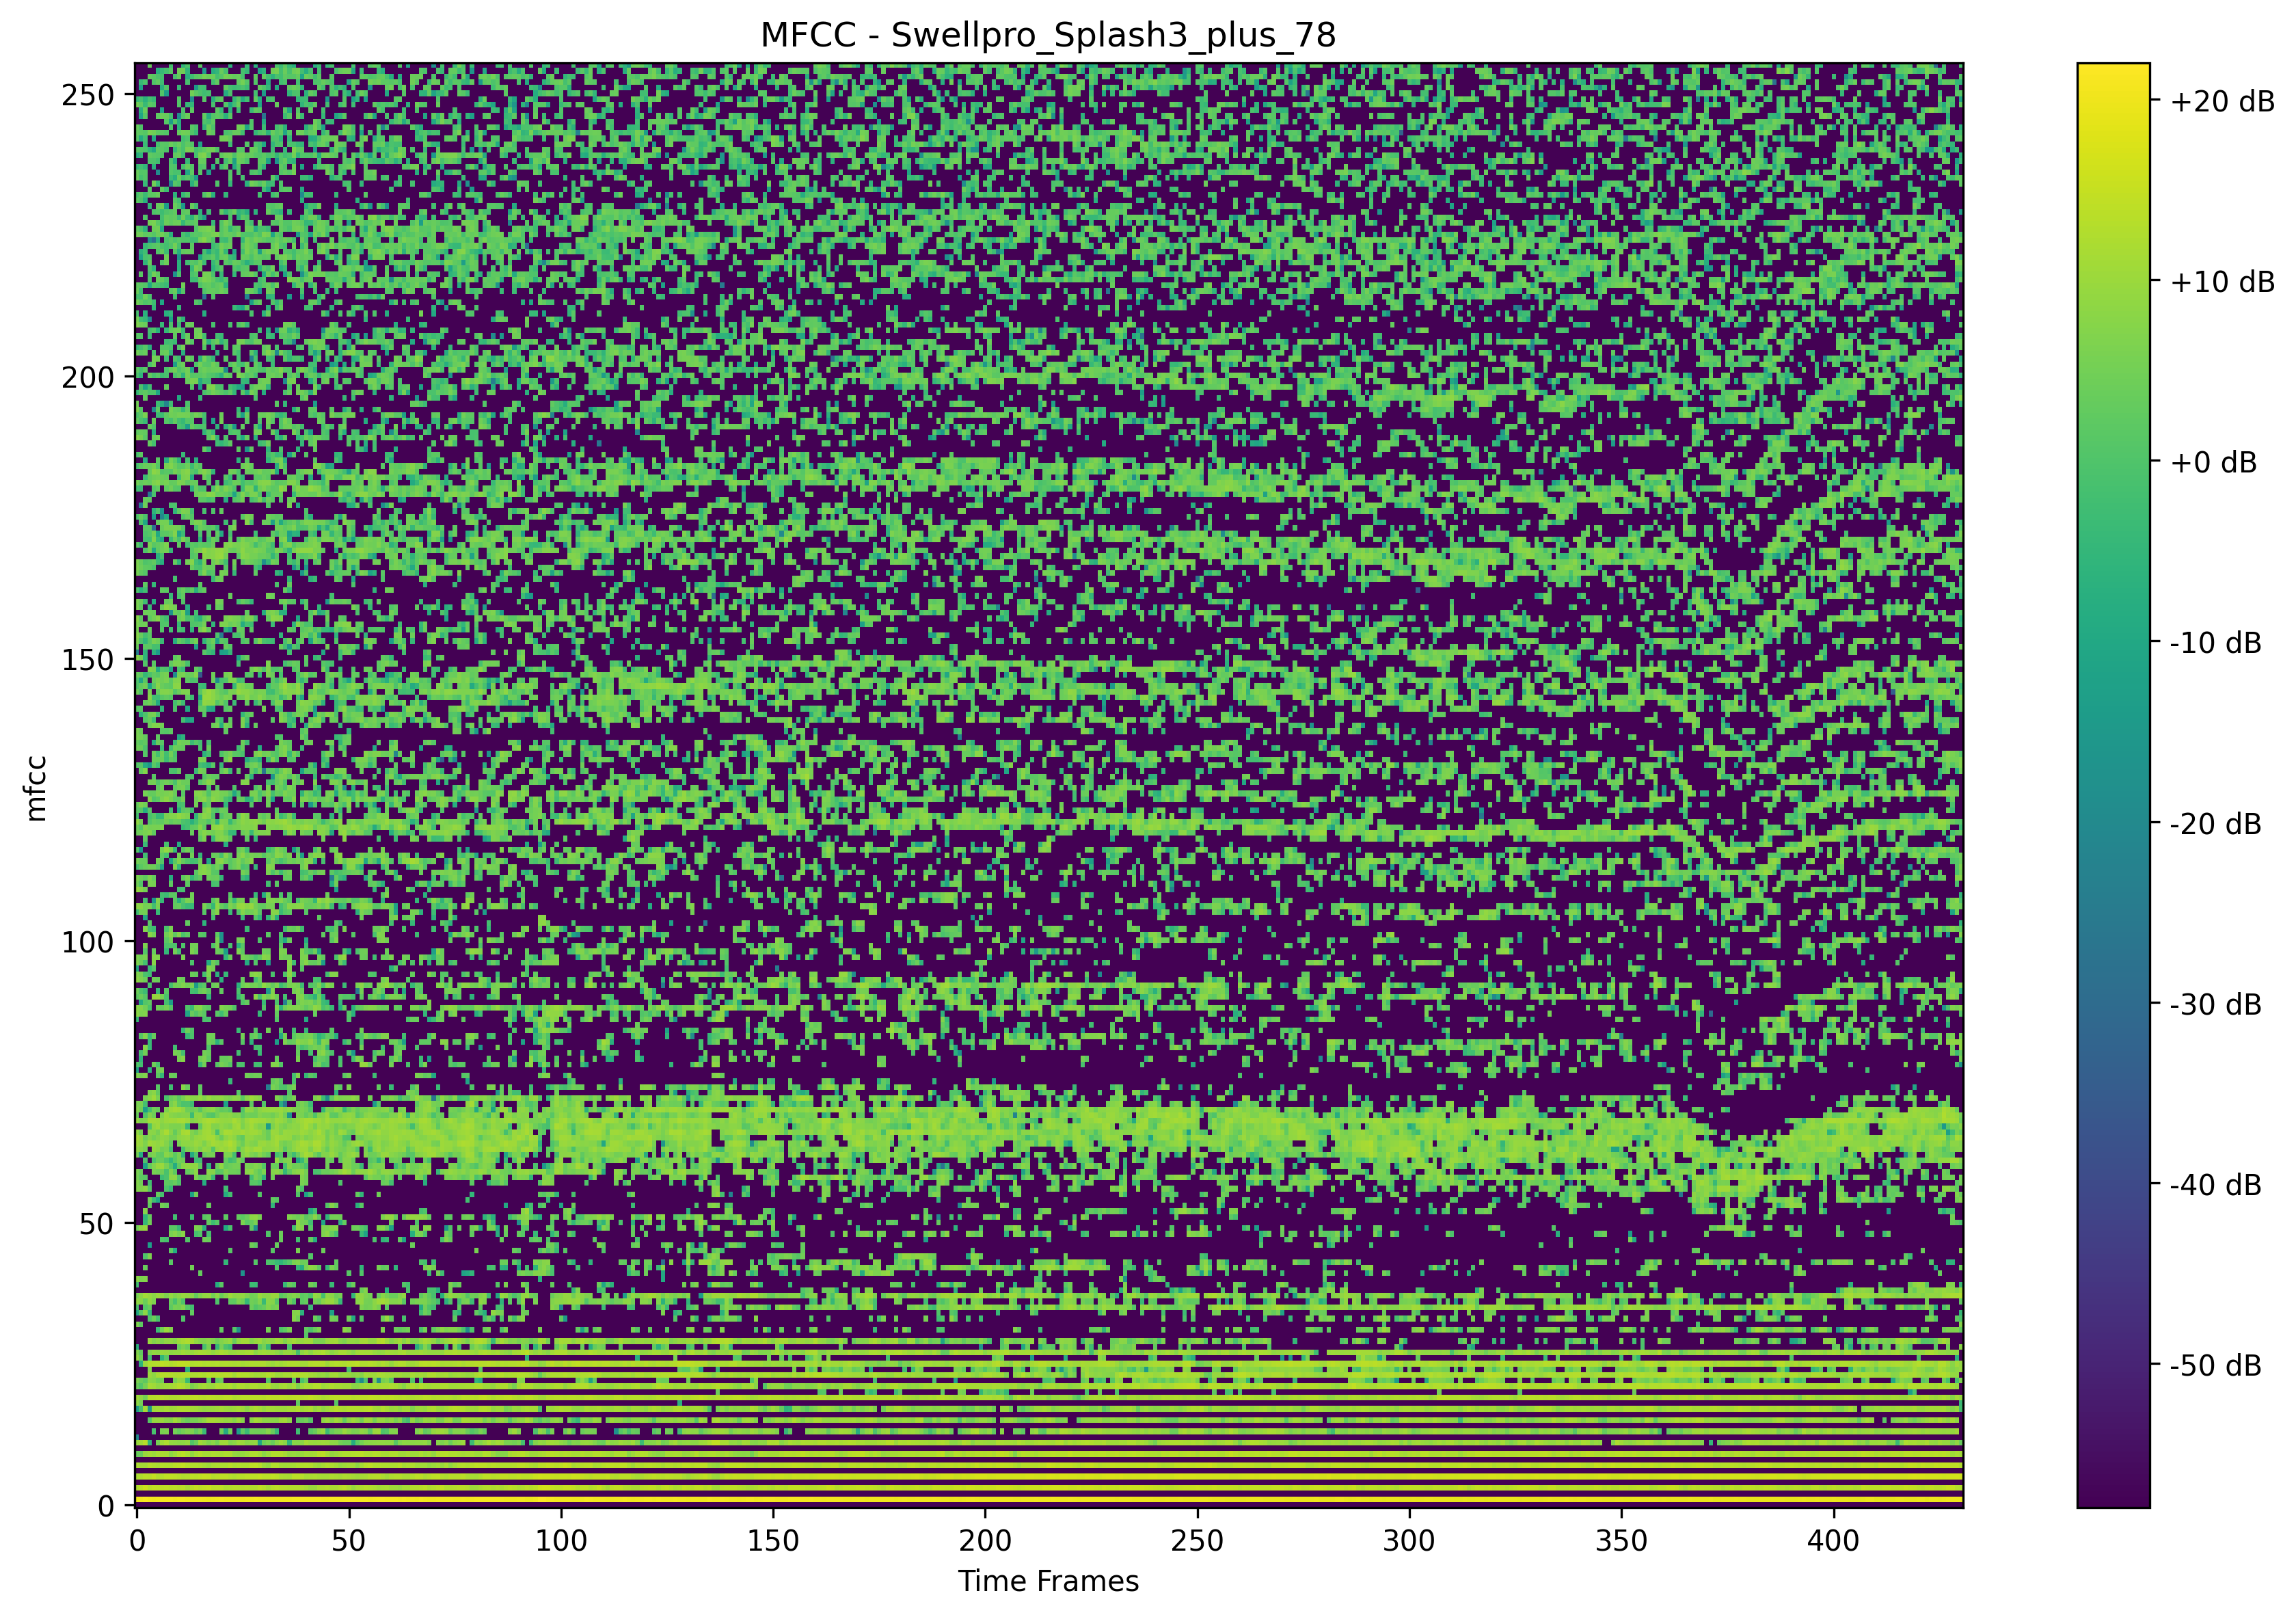 MFCC - Swellpro_Splash3_plus_78
250
200
150
100
50
0
mfcc
0 50 100 150 200 250 300 350 400
Time Frames
+20 dB
+10 dB
+0 dB
-10 dB
-20 dB
-30 dB
-40 dB
-50 dB